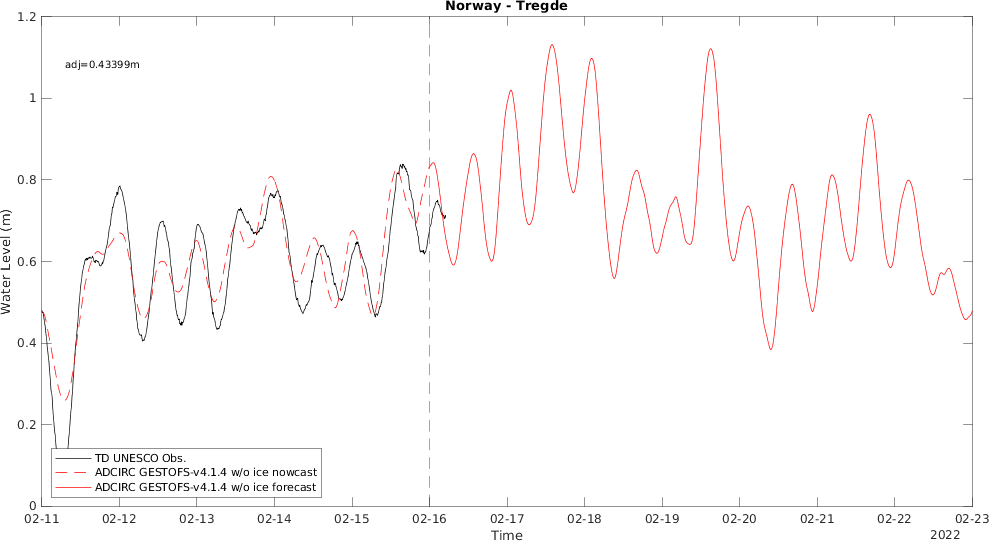 Norway - Tregde
1.2
adj=0.43399m
1
0.8
0.6
0.4
0.2
0
Water Level (m)
TD UNESCO Obs.
ADCIRC GESTOFS-v4.1.4 w/o ice nowcast
ADCIRC GESTOFS-v4.1.4 w/o ice forecast
02-11 02-12 02-13 02-14 02-15 02-16 02-17 02-18 02-19 02-20 02-21 02-22 02-23
Time
2022